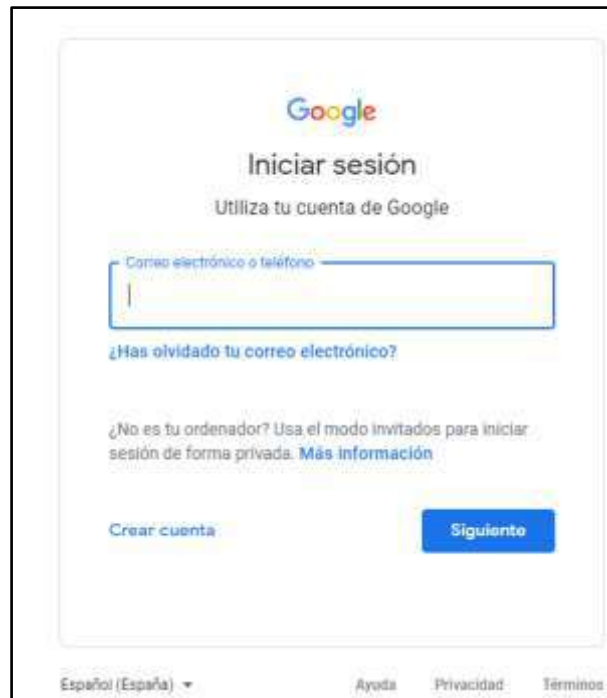 Google
Iniciar sesión
Utiliza tu cuenta de Google
Correo electrónico o teléfono
¿Has olvidado tu correo electrónico?
¿No es tu ordenador? Usa el modo invitados para iniciar
sesión de forma privada. Más información
Crear cuenta
Siguiente
Español (España)
Ayuda Privacidad Términos